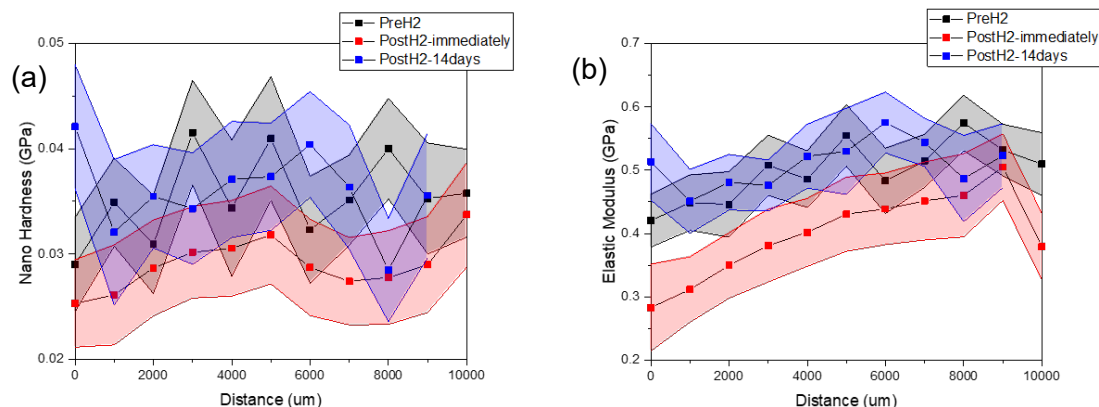 (a)
PreH2
PostH2-immediately
PostH2-14days
Nano Hardness (GPa)
0.05
0.04
0.03
0.02
0 2000 4000 6000 8000 10000
Distance (um)
(b)
PreH2
PostH2-immediately
PostH2-14days
Elastic Modulus (GPa)
0.7
0.6
0.5
0.4
0.3
0.2
0 2000 4000 6000 8000 10000
Distance (um)